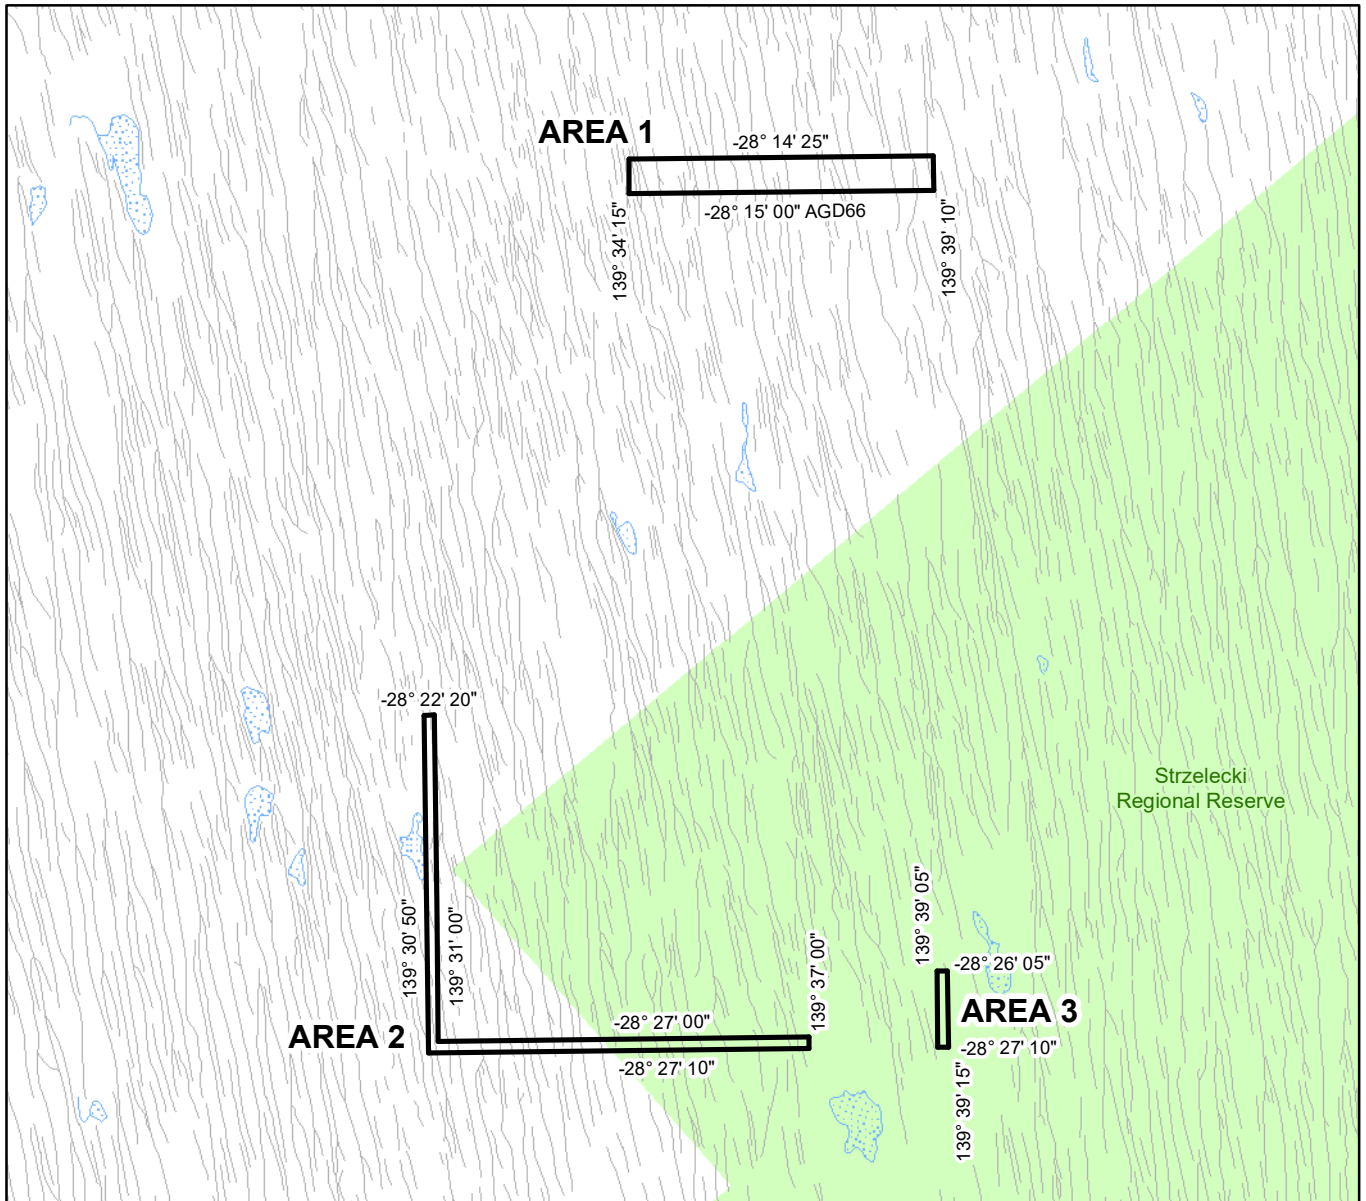 AREA 1
-28° 14' 25"
-28° 15' 00" AGD66
139° 34' 15"
139° 39' 10"
-28° 22' 20"
Strzelecki
Regional Reserve
139° 30' 50"
139° 31' 00"
139° 37' 00"
139° 39' 05"
-28° 26' 05"
AREA 3
-28° 27' 00"
AREA 2
-28° 27' 10"
-28° 27' 10"
139° 39' 15"